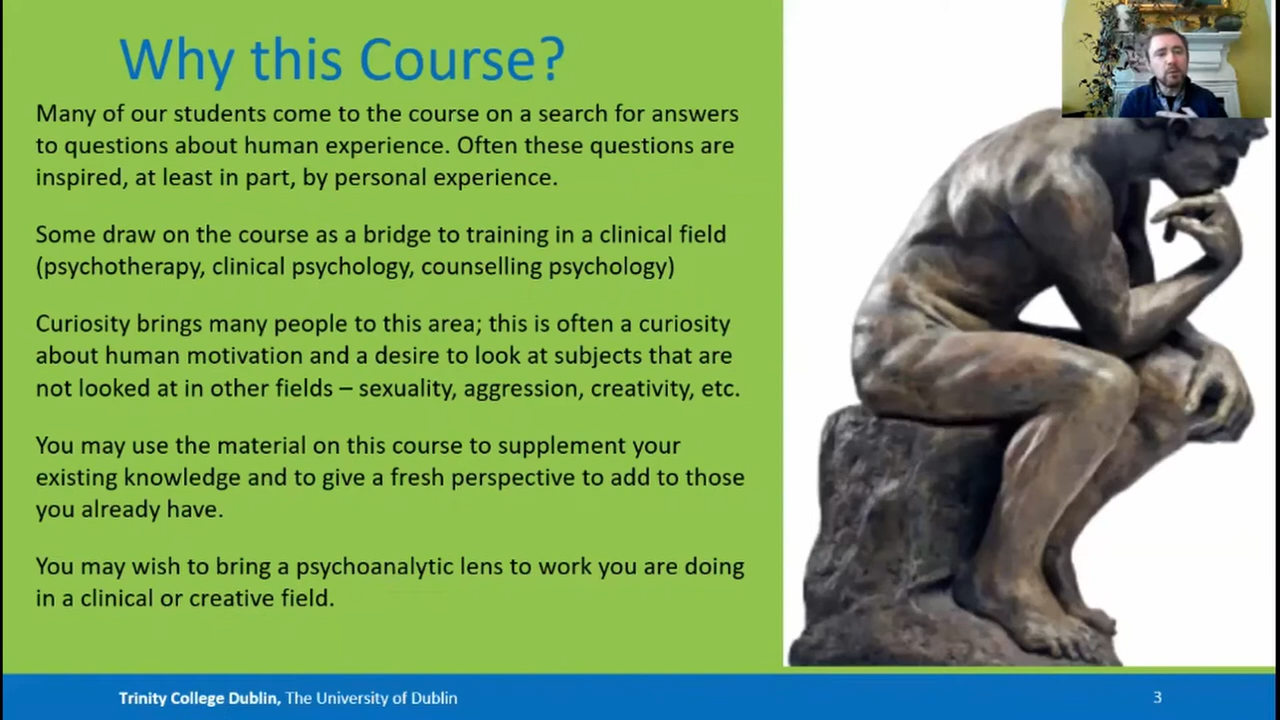 Why this Course?
Many of our students come to the course on a search for answers
to questions about human experience. Often these questions are
inspired, at least in part, by personal experience.
Some draw on the course as a bridge to training in a clinical field
(psychotherapy, clinical psychology, counselling psychology)
Curiosity brings many people to this area; this is often a curiosity
about human motivation and a desire to look at subjects that are
not looked at in other fields – sexuality, aggression, creativity, etc.
You may use the material on this course to supplement your
existing knowledge and to give a fresh perspective to add to those
you already have.
You may wish to bring a psychoanalytic lens to work you are doing
in a clinical or creative field.
Trinity College Dublin, The University of Dublin
3